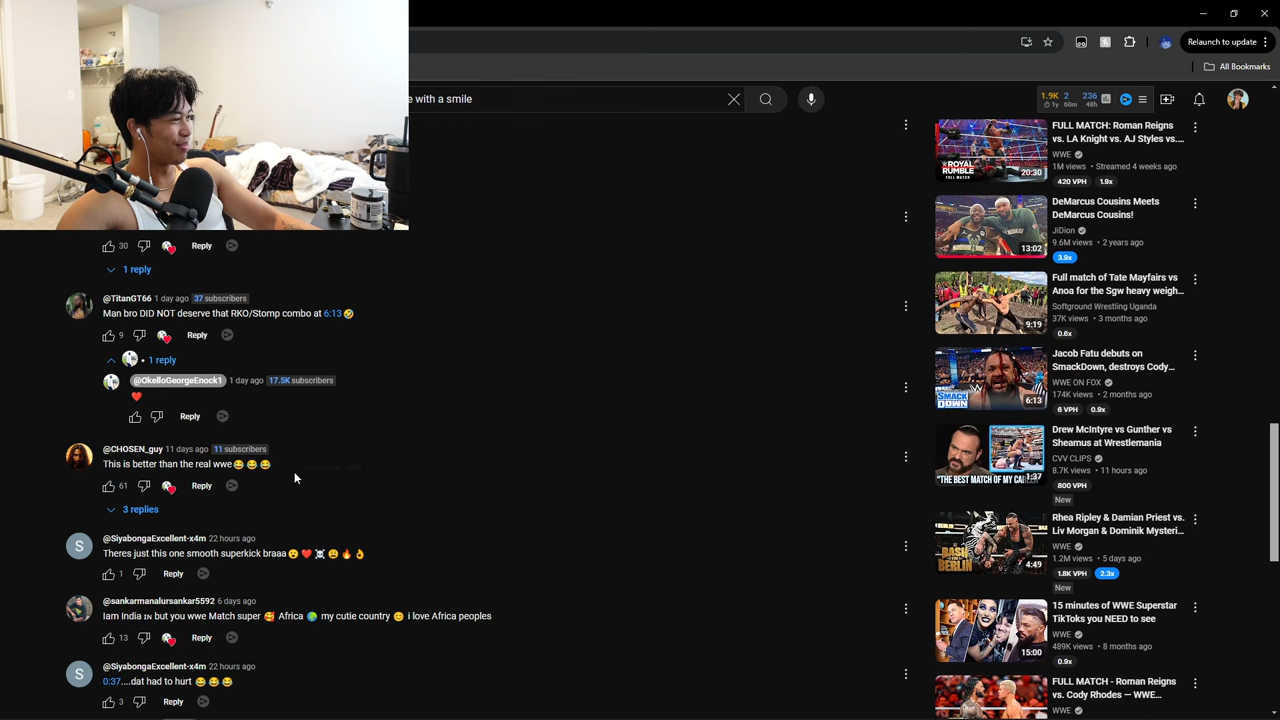 Relaunch to update
All Bookmarks
e with a smile
1.9K 2 236
1y 60m 48h
30 Reply
1 reply
@TitanGT66 1 day ago 37 subscribers
Man bro DID NOT deserve that RKO/Stomp combo at 6:13🤣
9 Reply
• 1 reply
@OkelloGeorgeEnock1 1 day ago 17.5K subscribers
❤️
Reply
@CHOSEN_guy 11 days ago 11 subscribers
This is better than the real wwe😂😂😂
61 Reply
3 replies
S
@SiyabongaExcellent-x4m 22 hours ago
Theres just this one smooth superkick braaa😮❤️☠️😩🔥👌
1 Reply
@sankarmanalursankar5592 6 days ago
Iam India ɪɴ but you wwe Match super 🥰 Africa 🌍 my cutie country 😊 i love Africa peoples
13 Reply
S
@SiyabongaExcellent-x4m 22 hours ago
0:37....dat had to hurt 😂😂😂
3 Reply
ROYAL
RUMBLE
FULL MATCH
20:30
FULL MATCH: Roman Reigns
vs. LA Knight vs. AJ Styles vs....
WWE
1M views • Streamed 4 weeks ago
420 VPH 1.9x
13:02
DeMarcus Cousins Meets
DeMarcus Cousins!
JiDion
9.6M views • 2 years ago
3.9x
9:19
Full match of Tate Mayfairs vs
Anoa for the Sgw heavy weigh...
Softground Wrestling Uganda
37K views • 3 months ago
0.6x
SMACK
DOWN
6:13
Jacob Fatu debuts on
SmackDown, destroys Cody...
WWE ON FOX
174K views • 2 months ago
6 VPH 0.9x
"THE BEST MATCH OF MY CA
1:37
Drew McIntyre vs Gunther vs
Sheamus at Wrestlemania
CVV CLIPS
8.7K views • 11 hours ago
800 VPH
New
BASH
IN BERLIN
4:49
Rhea Ripley & Damian Priest vs.
Liv Morgan & Dominik Mysteri...
WWE
1.2M views • 5 days ago
1.8K VPH 2.3x
New
15:00
15 minutes of WWE Superstar
TikToks you NEED to see
WWE
489K views • 8 months ago
0.9x
FULL MATCH - Roman Reigns
vs. Cody Rhodes — WWE...
WWE